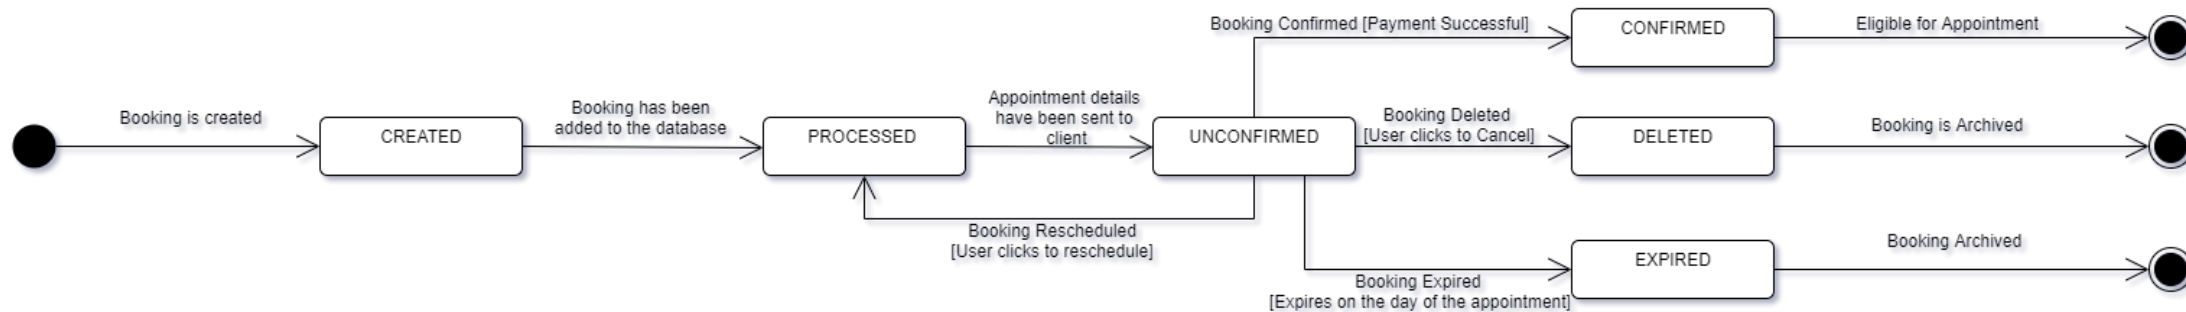 Booking is created
CREATED
Booking has been
added to the database
PROCESSED
Appointment details
have been sent to
client
UNCONFIRMED
Booking Confirmed [Payment Successful]
CONFIRMED
Eligible for Appointment
Booking Deleted
[User clicks to Cancel]
DELETED
Booking is Archived
Booking Rescheduled
[User clicks to reschedule]
Booking Expired
[Expires on the day of the appointment]
EXPIRED
Booking Archived